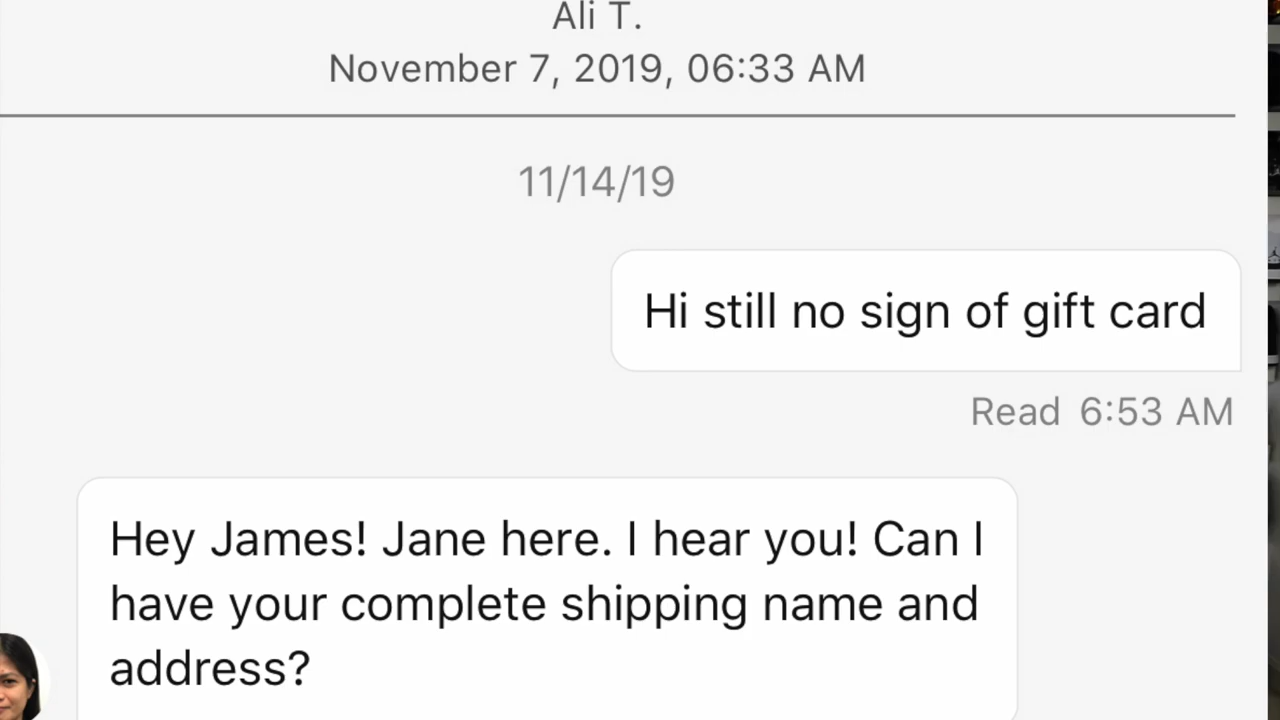 Ali T.
November 7, 2019, 06:33 AM
11/14/19
Hi still no sign of gift card
Read 6:53 AM
Hey James! Jane here. I hear you! Can I
have your complete shipping name and
address?